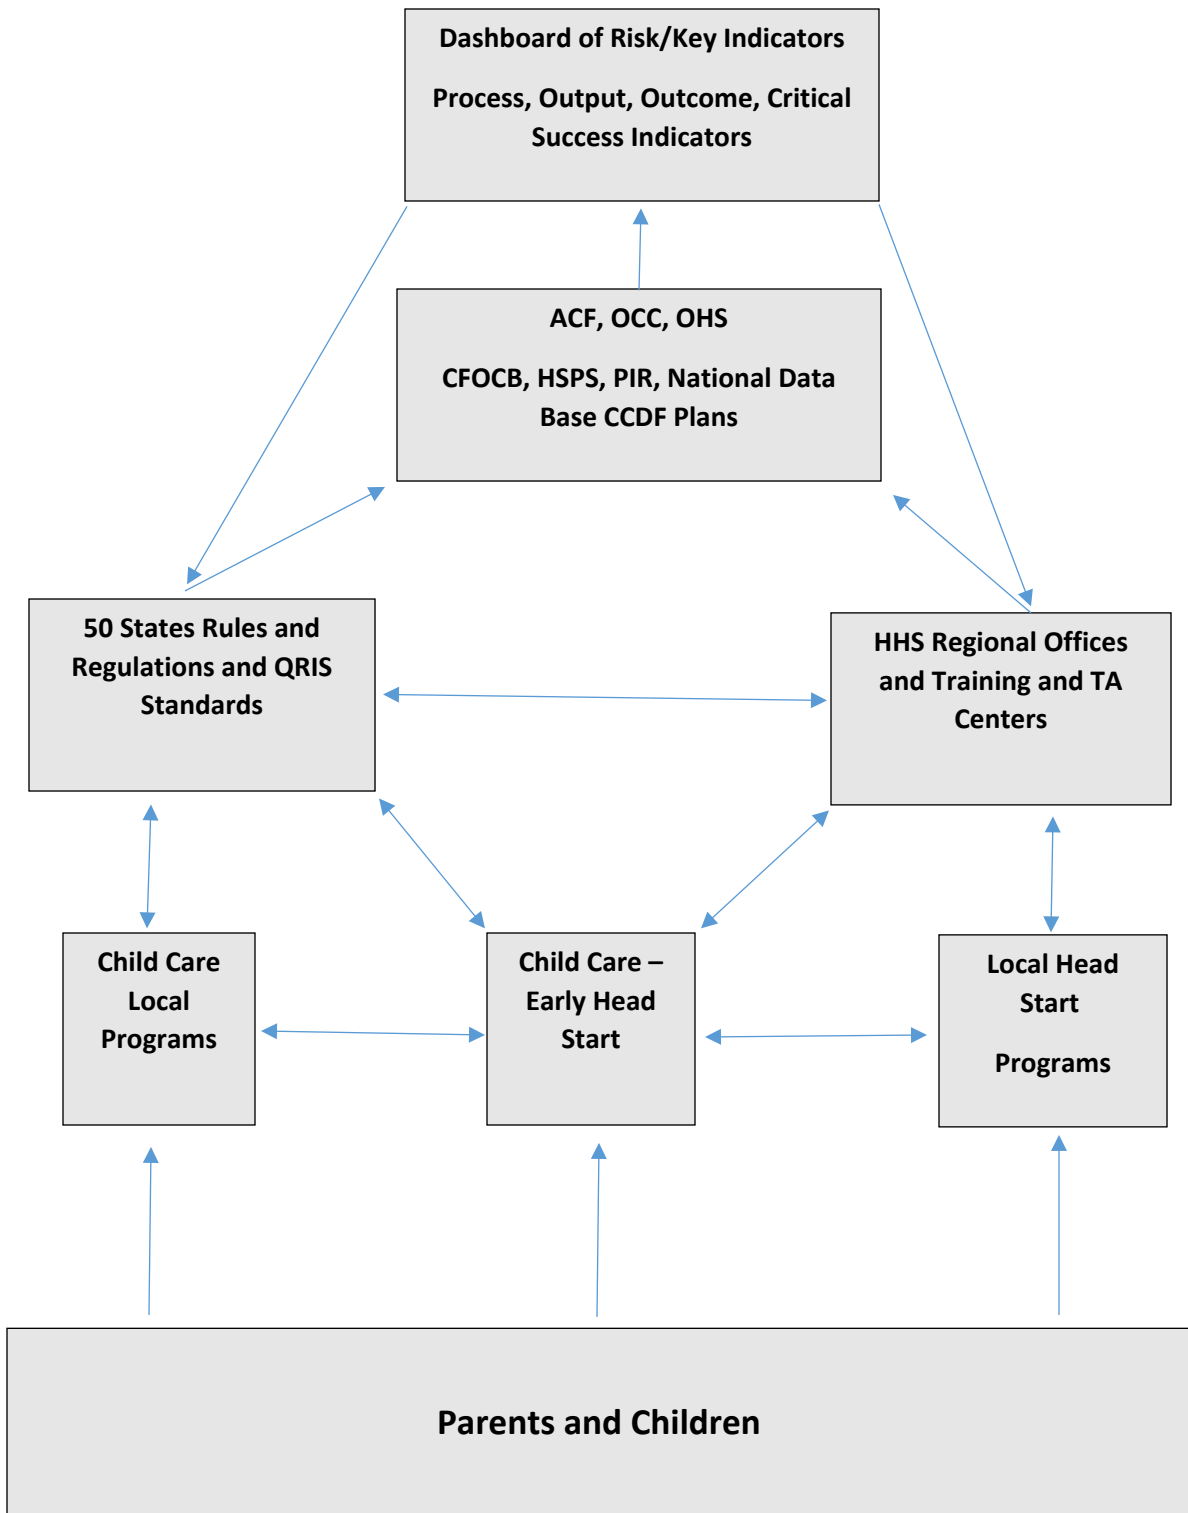 Dashboard of Risk/Key Indicators
Process, Output, Outcome, Critical
Success Indicators
ACF, OCC, OHS
CFOCB, HSPS, PIR, National Data
Base CCDF Plans
50 States Rules and
Regulations and QRIS
Standards
HHS Regional Offices
and Training and TA
Centers
Child Care
Local
Programs
Child Care –
Early Head
Start
Local Head
Start
Programs
Parents and Children